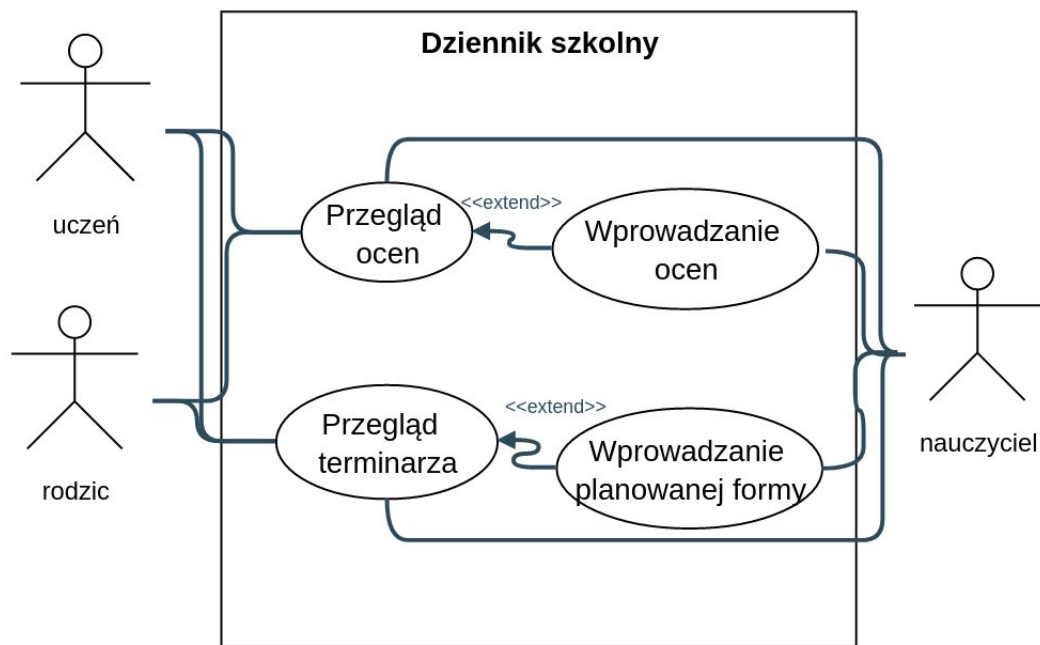 Dziennik szkolny
uczeń
Przegląd
ocen
<<extend>>
Wprowadzanie
ocen
rodzic
Przegląd
terminarza
<<extend>>
Wprowadzanie
planowanej formy
nauczyciel